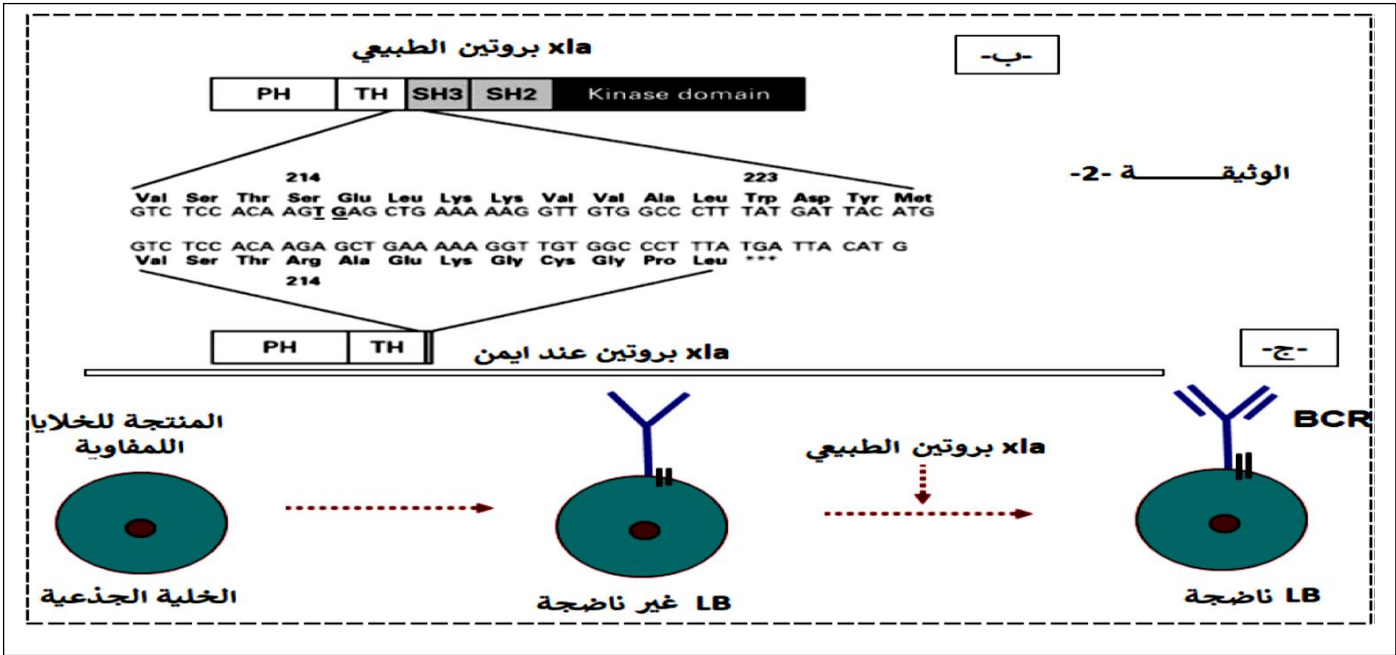 -ب-
xla بروتين الطبيعي
PH TH SH3 SH2 Kinase domain
الوثيقـــــــة -2-
214 223
Val Ser Thr Ser Glu Leu Lys Lys Val Val Ala Leu Trp Asp Tyr Met
GTC TCC ACA AGT GAG CTG AAA AAG GTT GTG GCC CTT TAT GAT TAC ATG
GTC TCC ACA AGA GCT GAA AAA GGT TGT GGC CCT TTA TGA TTA CAT G
Val Ser Thr Arg Ala Glu Lys Gly Cys Gly Pro Leu ***
214
PH TH
xla بروتين عند ايمن
-ج-
المنتجة للخلايا
اللمفاوية
xla بروتين الطبيعي
BCR
الخلية الجذعية
LB غير ناضجة
LB ناضجة